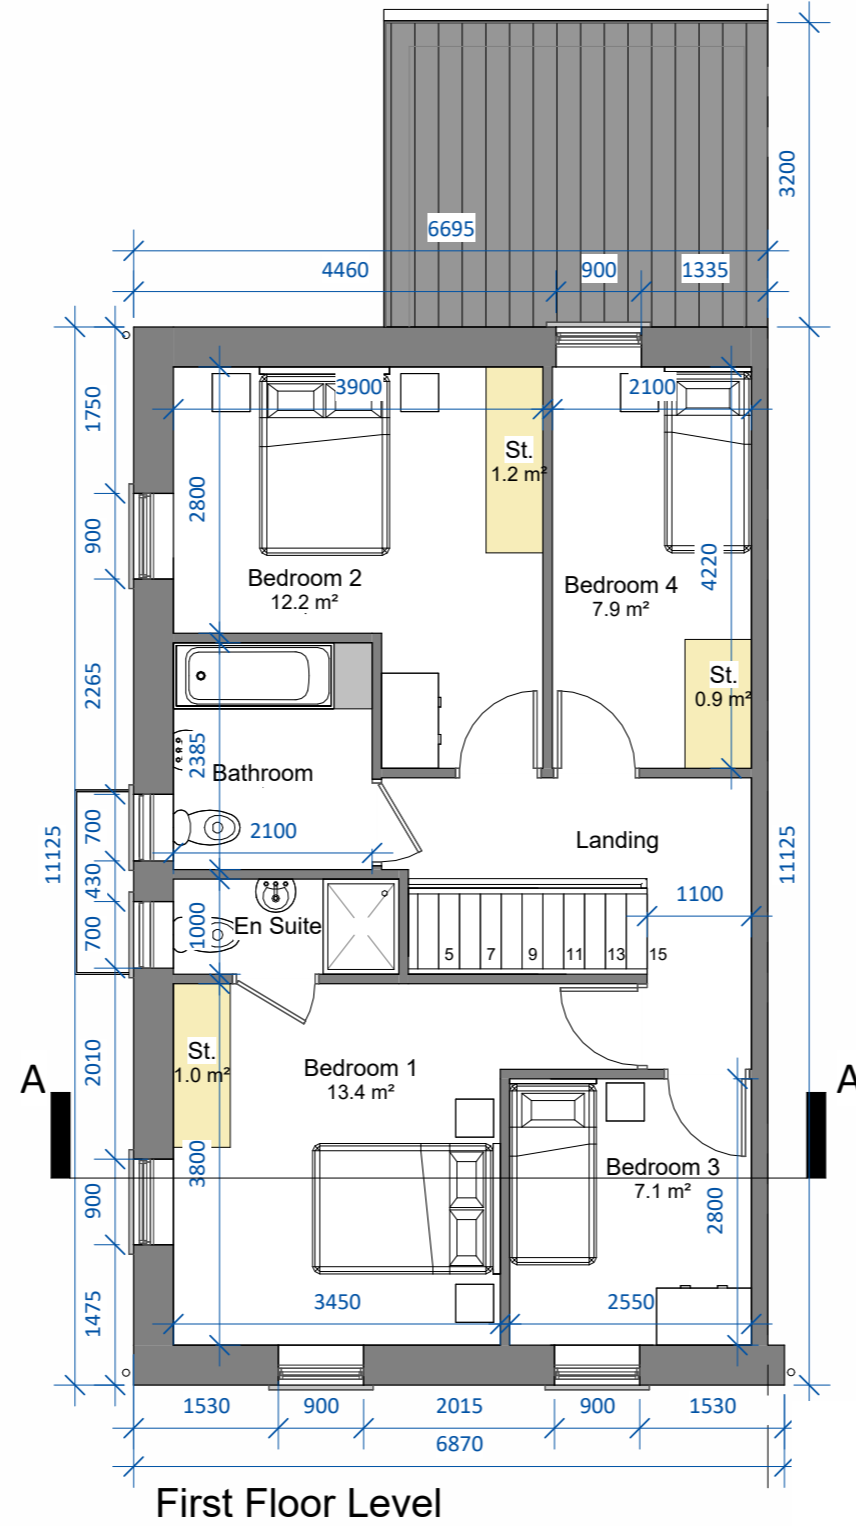 3200
6695
4460 900 1335
3900 2100
1750
St.
1.2 m²
2800
900
4220
Bedroom 2
12.2 m²
Bedroom 4
7.9 m²
2265
St.
0.9 m²
2385
Bathroom
700
2100
Landing
11125
11125
430
1100
700
1000
En Suite
5 7 9 11 13 15
2010
St.
1.0 m²
Bedroom 1
13.4 m²
A A
3800
900
Bedroom 3
7.1 m²
2800
1475
3450 2550
1530 900 2015 900 1530
6870
First Floor Level